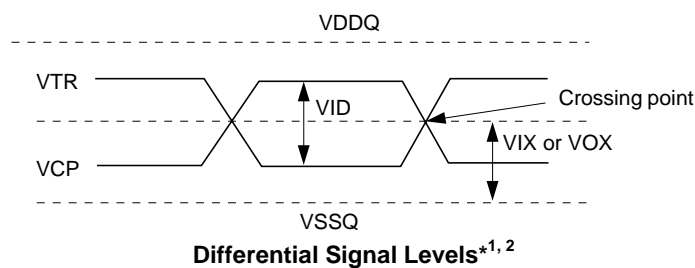 VDDQ
VTR
VID
Crossing point
VIX or VOX
VCP
VSSQ
Differential Signal Levels*1, 2